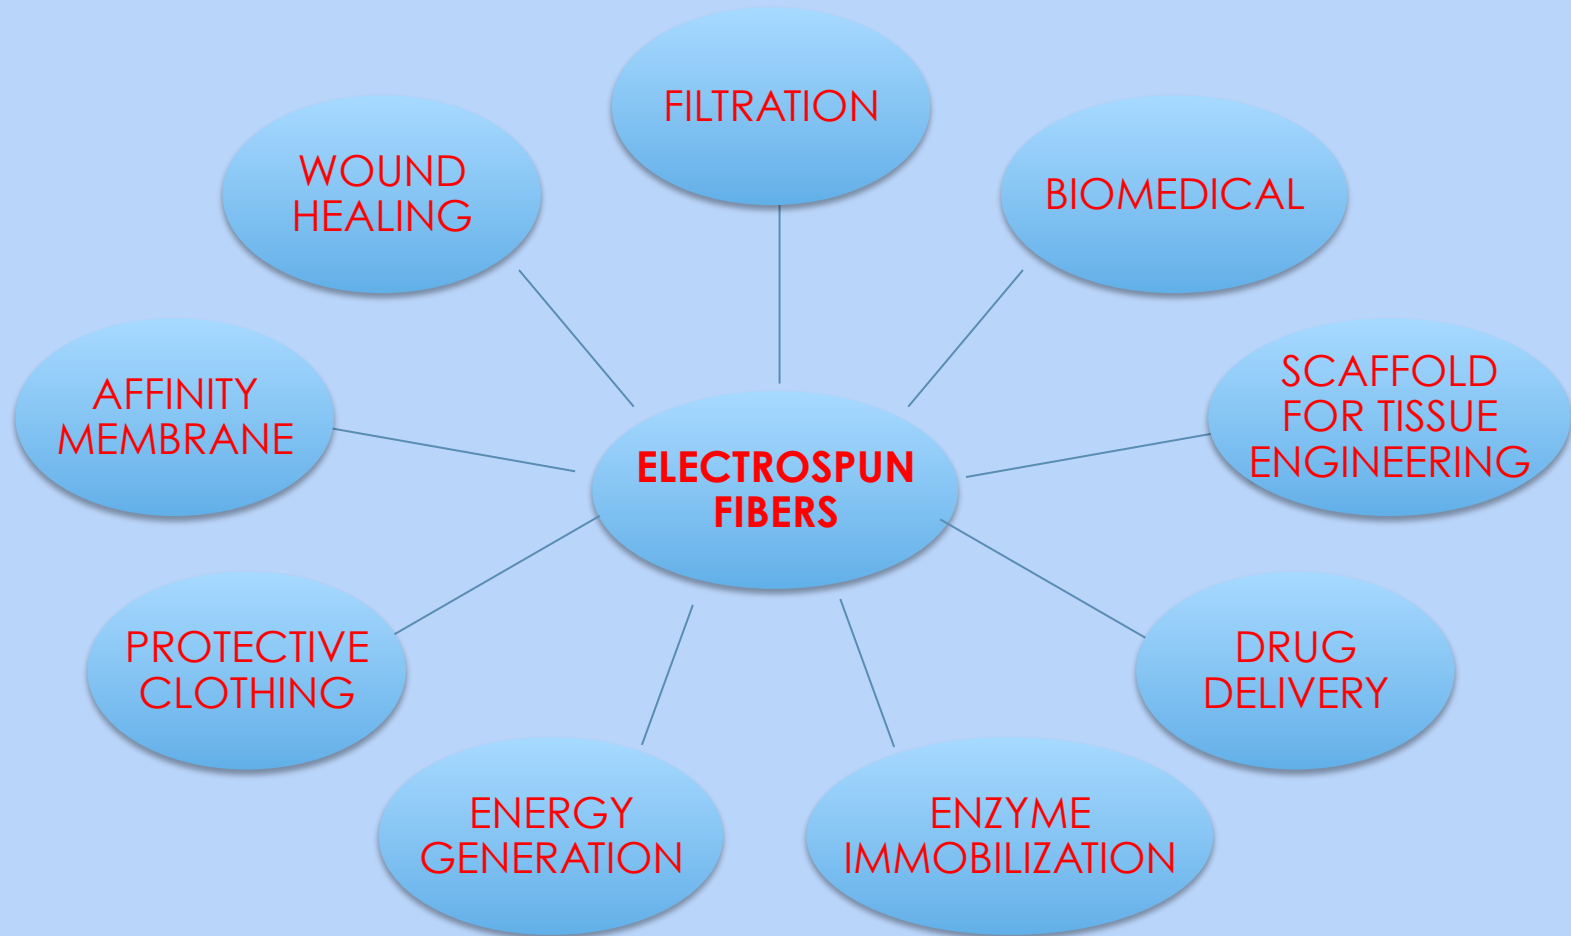 FILTRATION
WOUND
HEALING
BIOMEDICAL
AFFINITY
MEMBRANE
SCAFFOLD
FOR TISSUE
ENGINEERING
ELECTROSPUN
FIBERS
PROTECTIVE
CLOTHING
DRUG
DELIVERY
ENERGY
GENERATION
ENZYME
IMMOBILIZATION